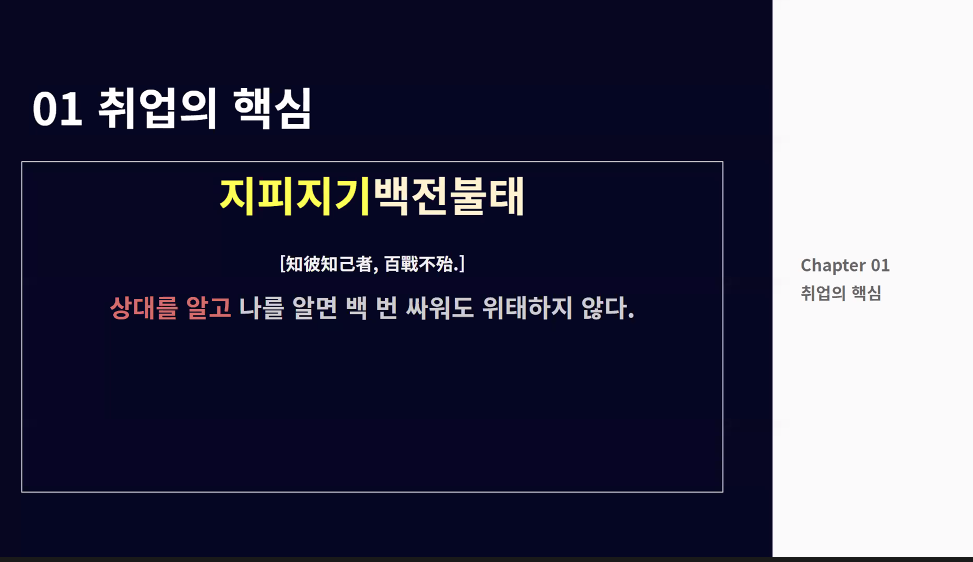 01 취업의 핵심
지피지기백전불태
[知彼知己者, 百戰不殆.]
상대를 알고 나를 알면 백 번 싸워도 위태하지 않다.
Chapter 01
취업의 핵심